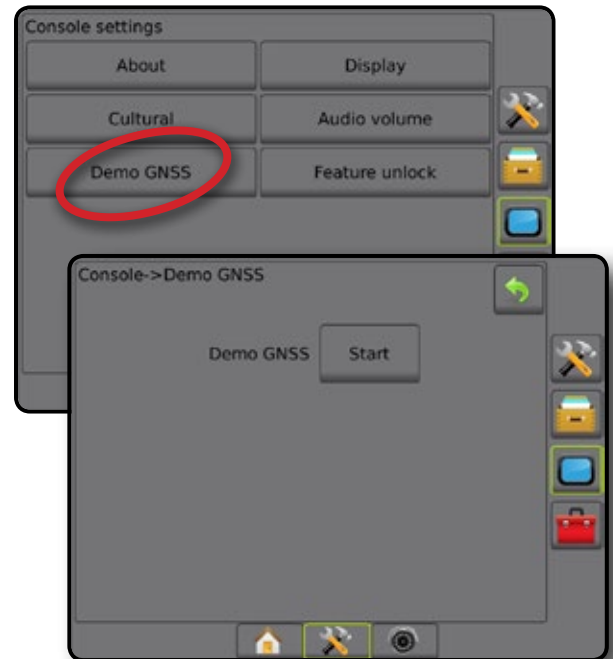 Console settings
About
Display
Cultural
Audio volume
Demo GNSS
Feature unlock
Console->Demo GNSS
Demo GNSS
Start